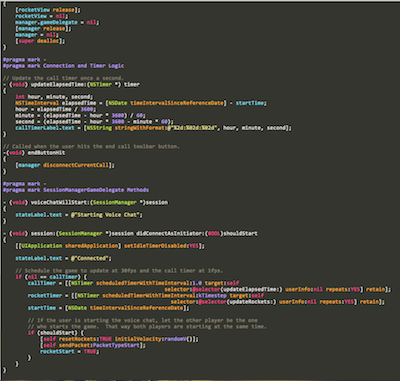 {
[rocketView release];
rocketView = nil;
manager.gameDelegate = nil;
[manager release];
manager = nil;
[super dealloc];
}
#pragma mark -
#pragma mark Connection and Timer Logic
// Update the call timer once a second.
- (void) updateElapsedTime:(NSTimer *) timer
{
int hour, minute, second;
NSTimeInterval elapsedTime = [NSDate timeIntervalSinceReferenceDate] - startTime;
hour = elapsedTime / 3600;
minute = (elapsedTime - hour * 3600) / 60;
second = (elapsedTime - hour * 3600 - minute * 60);
callTimerLabel.text = [NSString stringWithFormat:@"%2d:%02d:%02d", hour, minute, second];
}
// Called when the user hits the end call toolbar button.
-(void) endButtonHit
{
[manager disconnectCurrentCall];
}
#pragma mark -
#pragma mark SessionManagerGameDelegate Methods
- (void) voiceChatWillStart:(SessionManager *)session
{
stateLabel.text = @"Starting Voice Chat";
}
- (void) session:(SessionManager *)session didConnectAsInitiator:(BOOL)shouldStart
{
[[UIApplication sharedApplication] setIdleTimerDisabled:YES];
stateLabel.text = @"Connected";
// Schedule the game to update at 30fps and the call timer at 1fps.
if (nil == callTimer) {
callTimer = [[NSTimer scheduledTimerWithTimeInterval:1.0 target:self
selector:@selector(updateElapsedTime:) userInfo:nil repeats:YES] retain];
rocketTimer = [[NSTimer scheduledTimerWithTimeInterval:kTimestep target:self
selector:@selector(updateRockets:) userInfo:nil repeats:YES] retain];
startTime = [NSDate timeIntervalSinceReferenceDate];
// If the user is starting the voice chat, let the other player be the one
// who starts the game. That way both players are starting at the same time.
if (shouldStart) {
[self resetRockets:TRUE initialVelocity:randomV()];
[self sendPacket:PacketTypeStart];
rocketStart = TRUE;
}
}
}